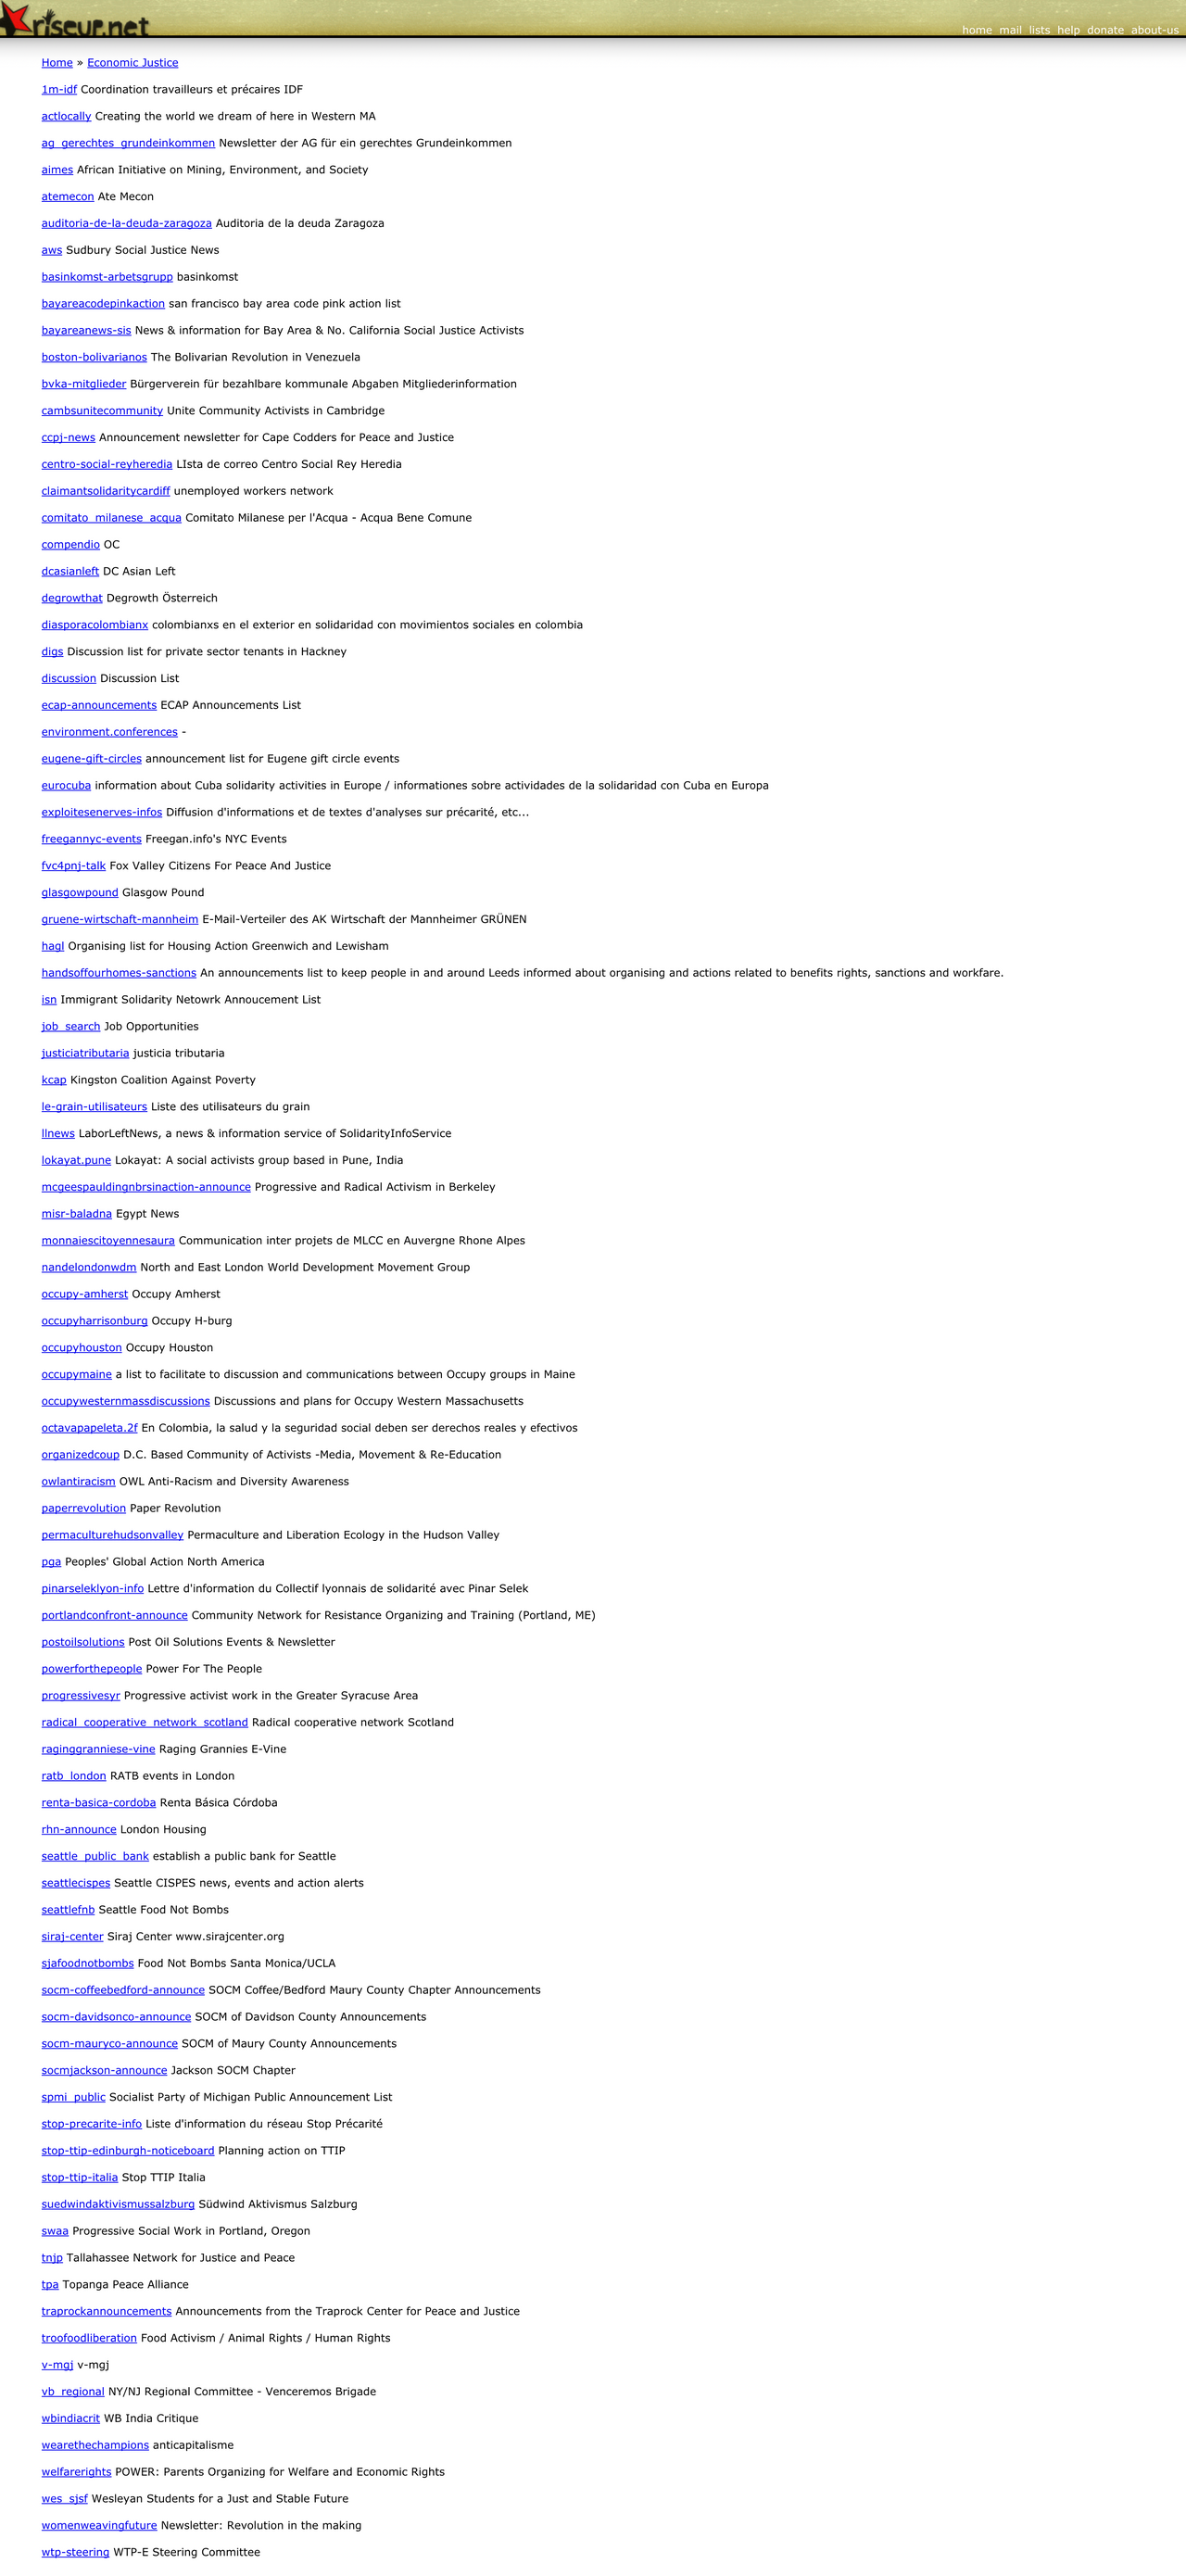 riseup.net
home mail lists help donate about-us
Home » Economic Justice
1m-idf Coordination travailleurs et précaires IDF
actlocally Creating the world we dream of here in Western MA
ag_gerechtes_grundeinkommen Newsletter der AG für ein gerechtes Grundeinkommen
aimes African Initiative on Mining, Environment, and Society
atemecon Ate Mecon
auditoria-de-la-deuda-zaragoza Auditoria de la deuda Zaragoza
aws Sudbury Social Justice News
basinkomst-arbetsgrupp basinkomst
bayareacodepinkaction san francisco bay area code pink action list
bayareanews-sis News & information for Bay Area & No. California Social Justice Activists
boston-bolivarianos The Bolivarian Revolution in Venezuela
bvka-mitglieder Bürgerverein für bezahlbare kommunale Abgaben Mitgliederinformation
cambsunitecommunity Unite Community Activists in Cambridge
ccpj-news Announcement newsletter for Cape Codders for Peace and Justice
centro-social-reyheredia LIsta de correo Centro Social Rey Heredia
claimantsolidaritycardiff unemployed workers network
comitato_milanese_acqua Comitato Milanese per l'Acqua - Acqua Bene Comune
compendio OC
dcasianleft DC Asian Left
degrowthat Degrowth Österreich
diasporacolombianx colombianxs en el exterior en solidaridad con movimientos sociales en colombia
digs Discussion list for private sector tenants in Hackney
discussion Discussion List
ecap-announcements ECAP Announcements List
environment.conferences -
eugene-gift-circles announcement list for Eugene gift circle events
eurocuba information about Cuba solidarity activities in Europe / informationes sobre actividades de la solidaridad con Cuba en Europa
exploitesenerves-infos Diffusion d'informations et de textes d'analyses sur précarité, etc...
freegannyc-events Freegan.info's NYC Events
fvc4pnj-talk Fox Valley Citizens For Peace And Justice
glasgowpound Glasgow Pound
gruene-wirtschaft-mannheim E-Mail-Verteiler des AK Wirtschaft der Mannheimer GRÜNEN
hagl Organising list for Housing Action Greenwich and Lewisham
handsoffourhomes-sanctions An announcements list to keep people in and around Leeds informed about organising and actions related to benefits rights, sanctions and workfare.
isn Immigrant Solidarity Netowrk Annoucement List
job_search Job Opportunities
justiciatributaria justicia tributaria
kcap Kingston Coalition Against Poverty
le-grain-utilisateurs Liste des utilisateurs du grain
llnews LaborLeftNews, a news & information service of SolidarityInfoService
lokayat.pune Lokayat: A social activists group based in Pune, India
mcgeespauldingnbrsinaction-announce Progressive and Radical Activism in Berkeley
misr-baladna Egypt News
monnaiescitoyennesaura Communication inter projets de MLCC en Auvergne Rhone Alpes
nandelondonwdm North and East London World Development Movement Group
occupy-amherst Occupy Amherst
occupyharrisonburg Occupy H-burg
occupyhouston Occupy Houston
occupymaine a list to facilitate to discussion and communications between Occupy groups in Maine
occupywesternmassdiscussions Discussions and plans for Occupy Western Massachusetts
octavapapeleta.2f En Colombia, la salud y la seguridad social deben ser derechos reales y efectivos
organizedcoup D.C. Based Community of Activists -Media, Movement & Re-Education
owlantiracism OWL Anti-Racism and Diversity Awareness
paperrevolution Paper Revolution
permaculturehudsonvalley Permaculture and Liberation Ecology in the Hudson Valley
pga Peoples' Global Action North America
pinarseleklyon-info Lettre d'information du Collectif lyonnais de solidarité avec Pinar Selek
portlandconfront-announce Community Network for Resistance Organizing and Training (Portland, ME)
postoilsolutions Post Oil Solutions Events & Newsletter
powerforthepeople Power For The People
progressivesyr Progressive activist work in the Greater Syracuse Area
radical_cooperative_network_scotland Radical cooperative network Scotland
ragingranniese-vine Raging Grannies E-Vine
ratb_london RATB events in London
renta-basica-cordoba Renta Básica Córdoba
rhn-announce London Housing
seattle_public_bank establish a public bank for Seattle
seattlecispes Seattle CISPES news, events and action alerts
seattlefnb Seattle Food Not Bombs
siraj-center Siraj Center www.sirajcenter.org
sjafoodnotbombs Food Not Bombs Santa Monica/UCLA
socm-coffeebedford-announce SOCM Coffee/Bedford Maury County Chapter Announcements
socm-davidsonco-announce SOCM of Davidson County Announcements
socm-mauryco-announce SOCM of Maury County Announcements
socmjackson-announce Jackson SOCM Chapter
spmi_public Socialist Party of Michigan Public Announcement List
stop-precarite-info Liste d'information du réseau Stop Précarité
stop-ttip-edinburgh-noticeboard Planning action on TTIP
stop-ttip-italia Stop TTIP Italia
suedwindaktivismussalzburg Südwind Aktivismus Salzburg
swaa Progressive Social Work in Portland, Oregon
tnjp Tallahassee Network for Justice and Peace
tpa Topanga Peace Alliance
traprockannouncements Announcements from the Traprock Center for Peace and Justice
troofoodliberation Food Activism / Animal Rights / Human Rights
v-mgj v-mgj
vb_regional NY/NJ Regional Committee - Venceremos Brigade
wbindiacrit WB India Critique
wearethechampions anticapitalisme
welfarerights POWER: Parents Organizing for Welfare and Economic Rights
wes_sjsf Wesleyan Students for a Just and Stable Future
womenweavingfuture Newsletter: Revolution in the making
wtp-steering WTP-E Steering Committee